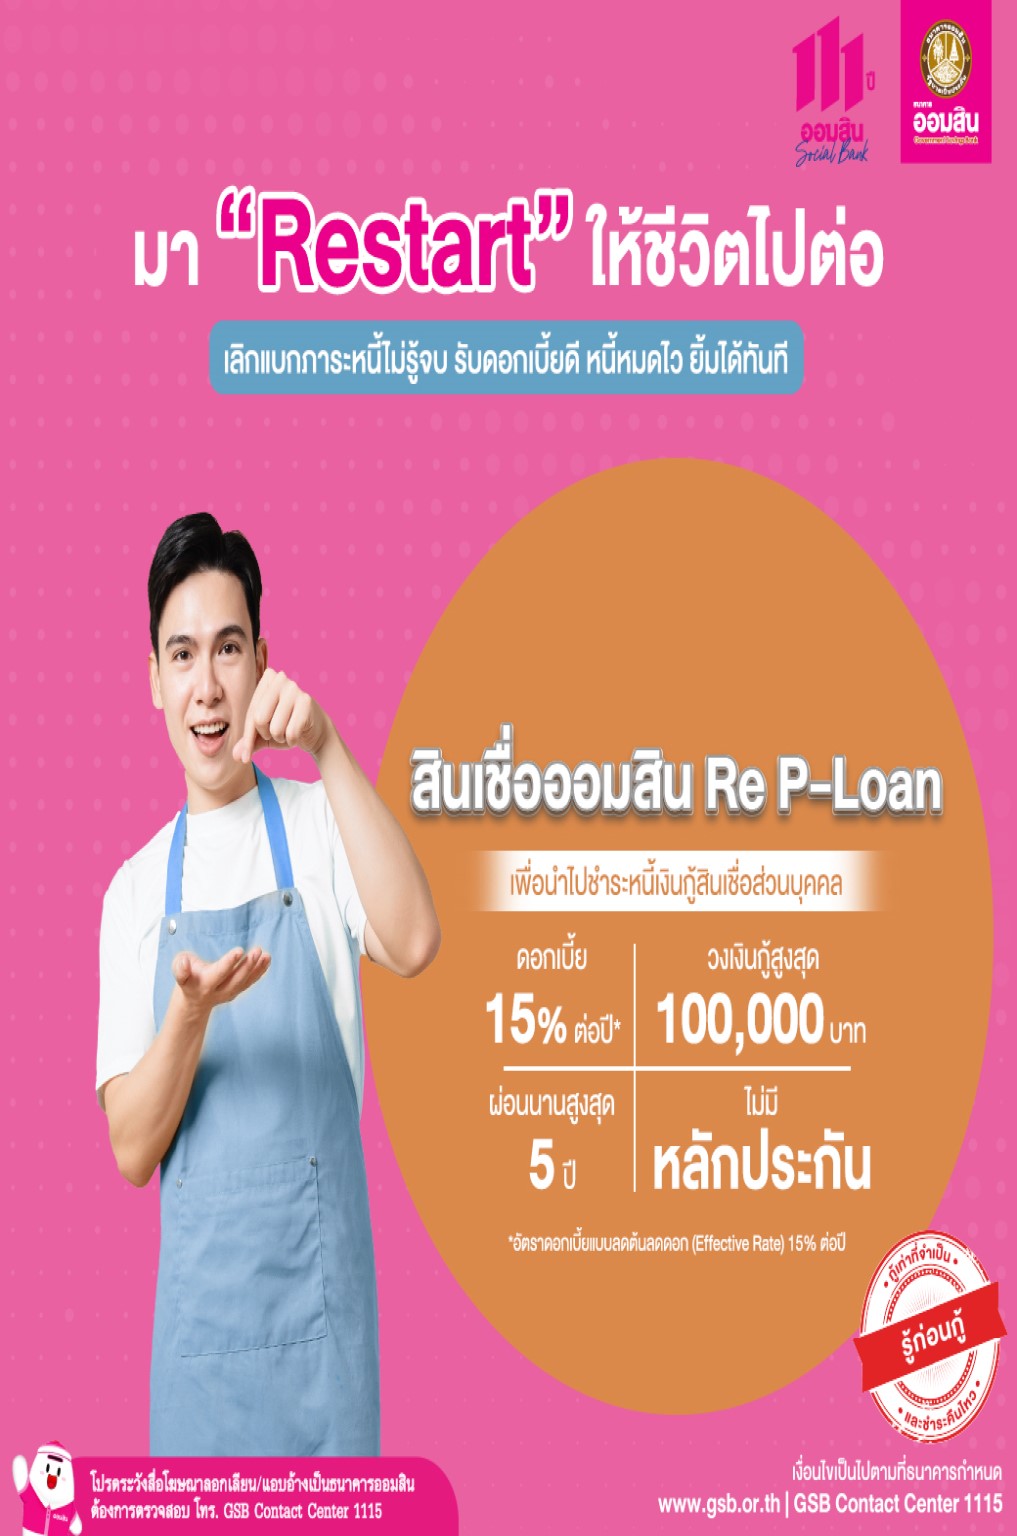 111 ปี
ออมสิน
Social Bank
ธนาคาร
ออมสิน
Government Savings Bank
มา “Restart” ให้ชีวิตไปต่อ
เลิกแบกภาระหนี้ไม่รู้จบ รับดอกเบี้ยดี หนี้หมดไว ยิ้มได้ทันที
สินเชื่อออมสิน Re P-Loan
เพื่อนำไปชำระหนี้เงินกู้สินเชื่อส่วนบุคคล
ดอกเบี้ย
15% ต่อปี*
วงเงินกู้สูงสุด
100,000 บาท
ผ่อนนานสูงสุด
5 ปี
ไม่มี
หลักประกัน
*อัตราดอกเบี้ยแบบลดต้นลดดอก (Effective Rate) 15% ต่อปี
กู้เท่าที่จำเป็น
รู้ก่อนกู้
และชำระคืนไหว
โปรดระวังสื่อโฆษณาลอกเลียน/แอบอ้างเป็นธนาคารออมสิน
ต้องการตรวจสอบ โทร. GSB Contact Center 1115
เงื่อนไขเป็นไปตามที่ธนาคารกำหนด
www.gsb.or.th | GSB Contact Center 1115